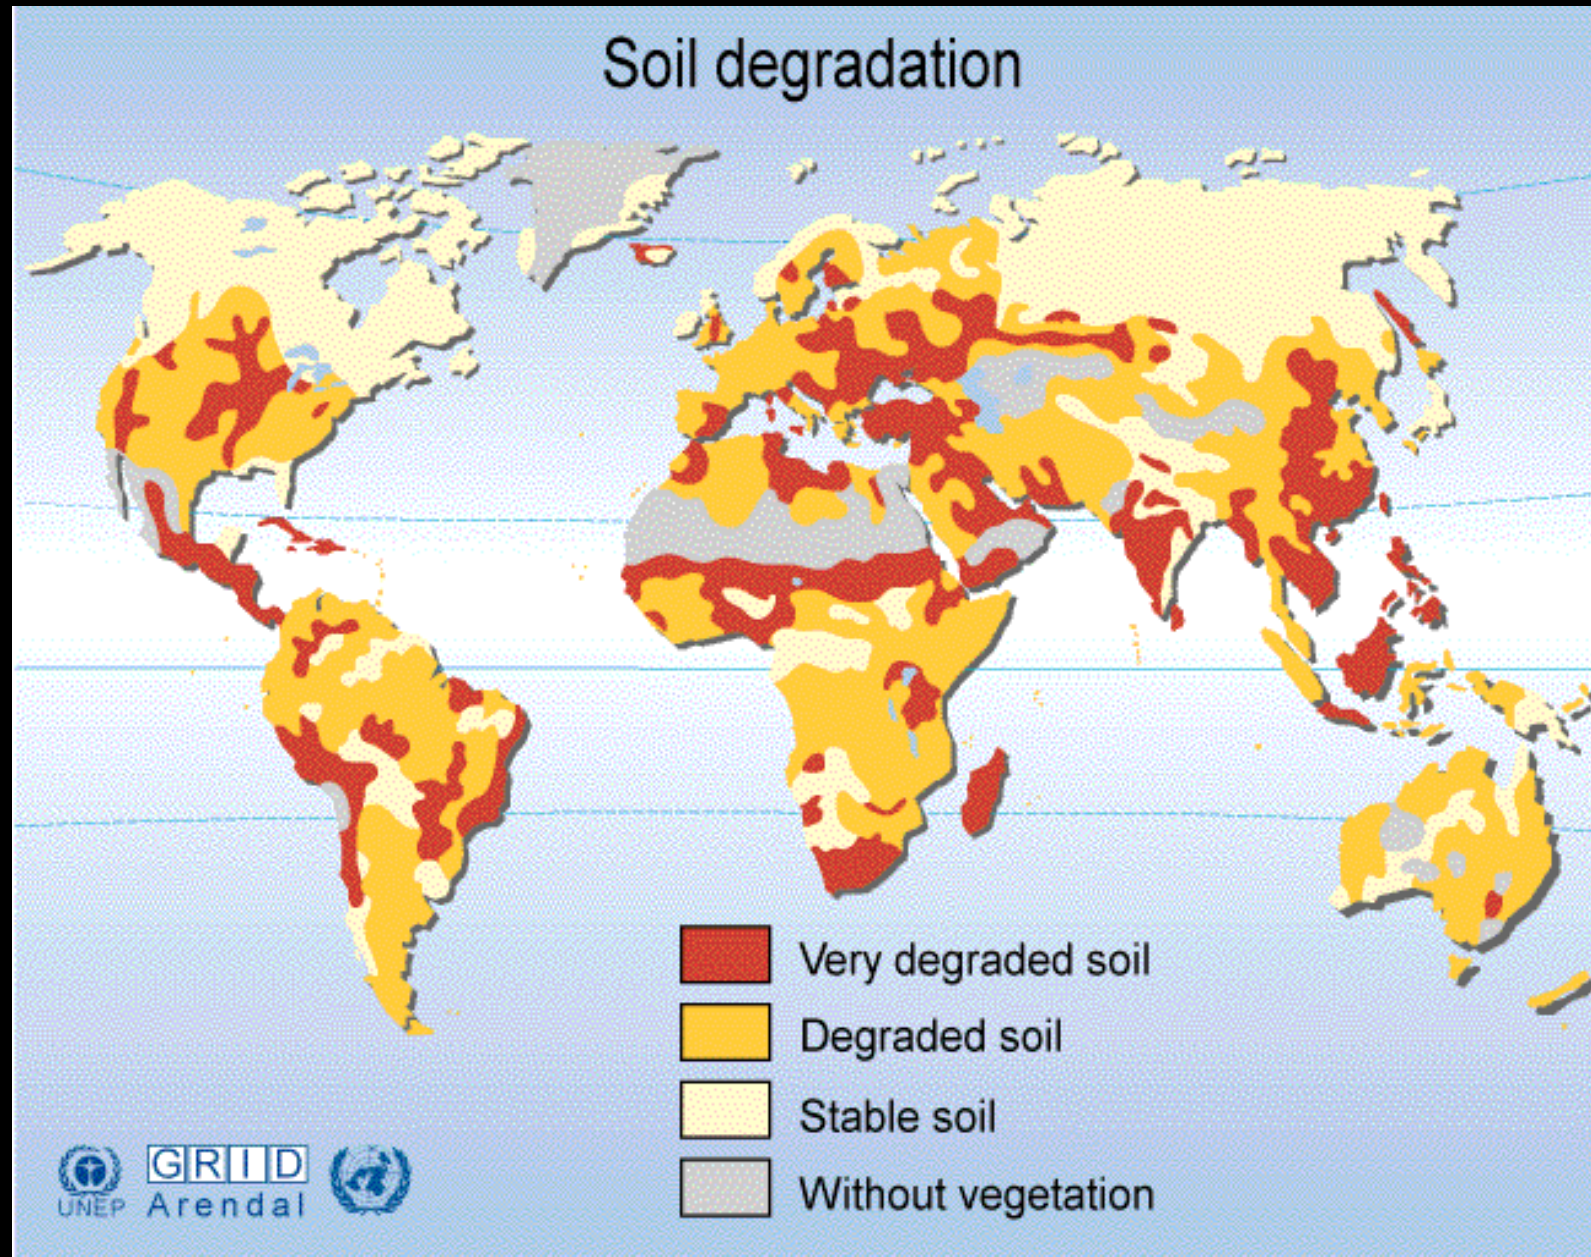 Soil degradation
Very degraded soil
Degraded soil
Stable soil
Without vegetation
UNEP
GRID
Arendal